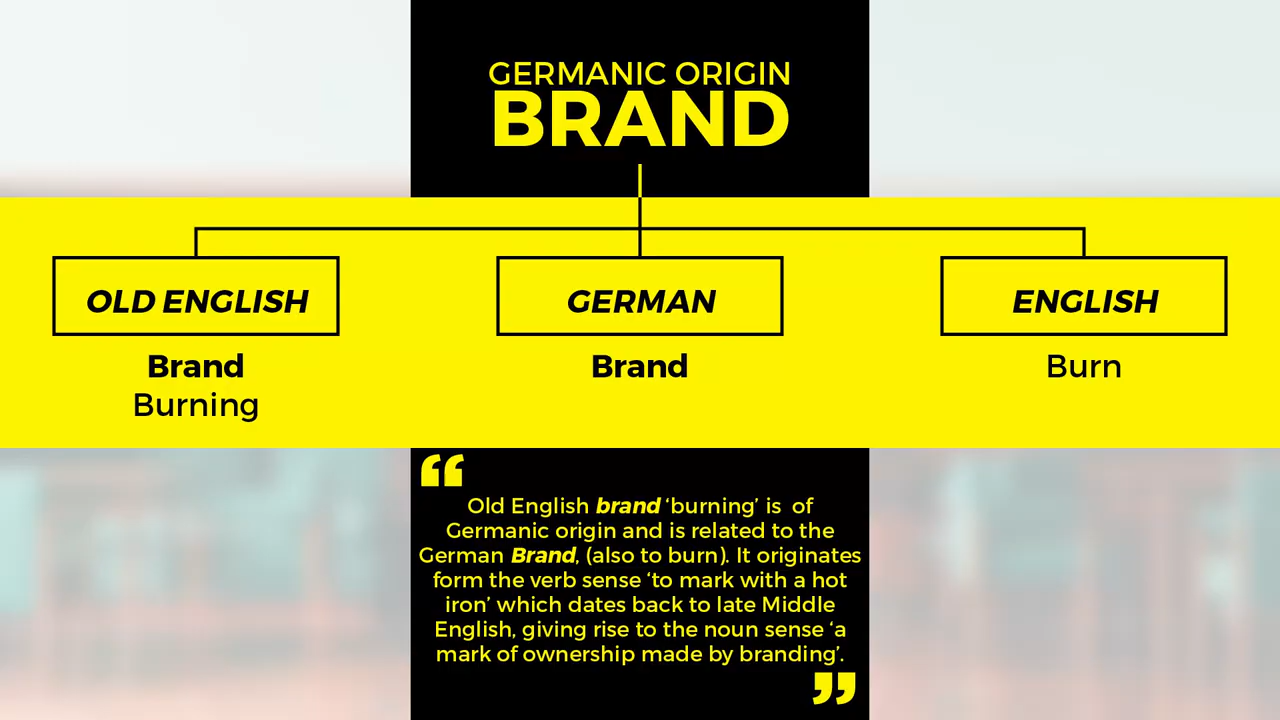 GERMANIC ORIGIN
BRAND
OLD ENGLISH
GERMAN
ENGLISH
Brand
Burning
Brand
Burn
“
Old English brand ‘burning’ is of
Germanic origin and is related to the
German Brand, (also to burn). It originates
form the verb sense ‘to mark with a hot
iron’ which dates back to late Middle
English, giving rise to the noun sense ‘a
mark of ownership made by branding’.
”